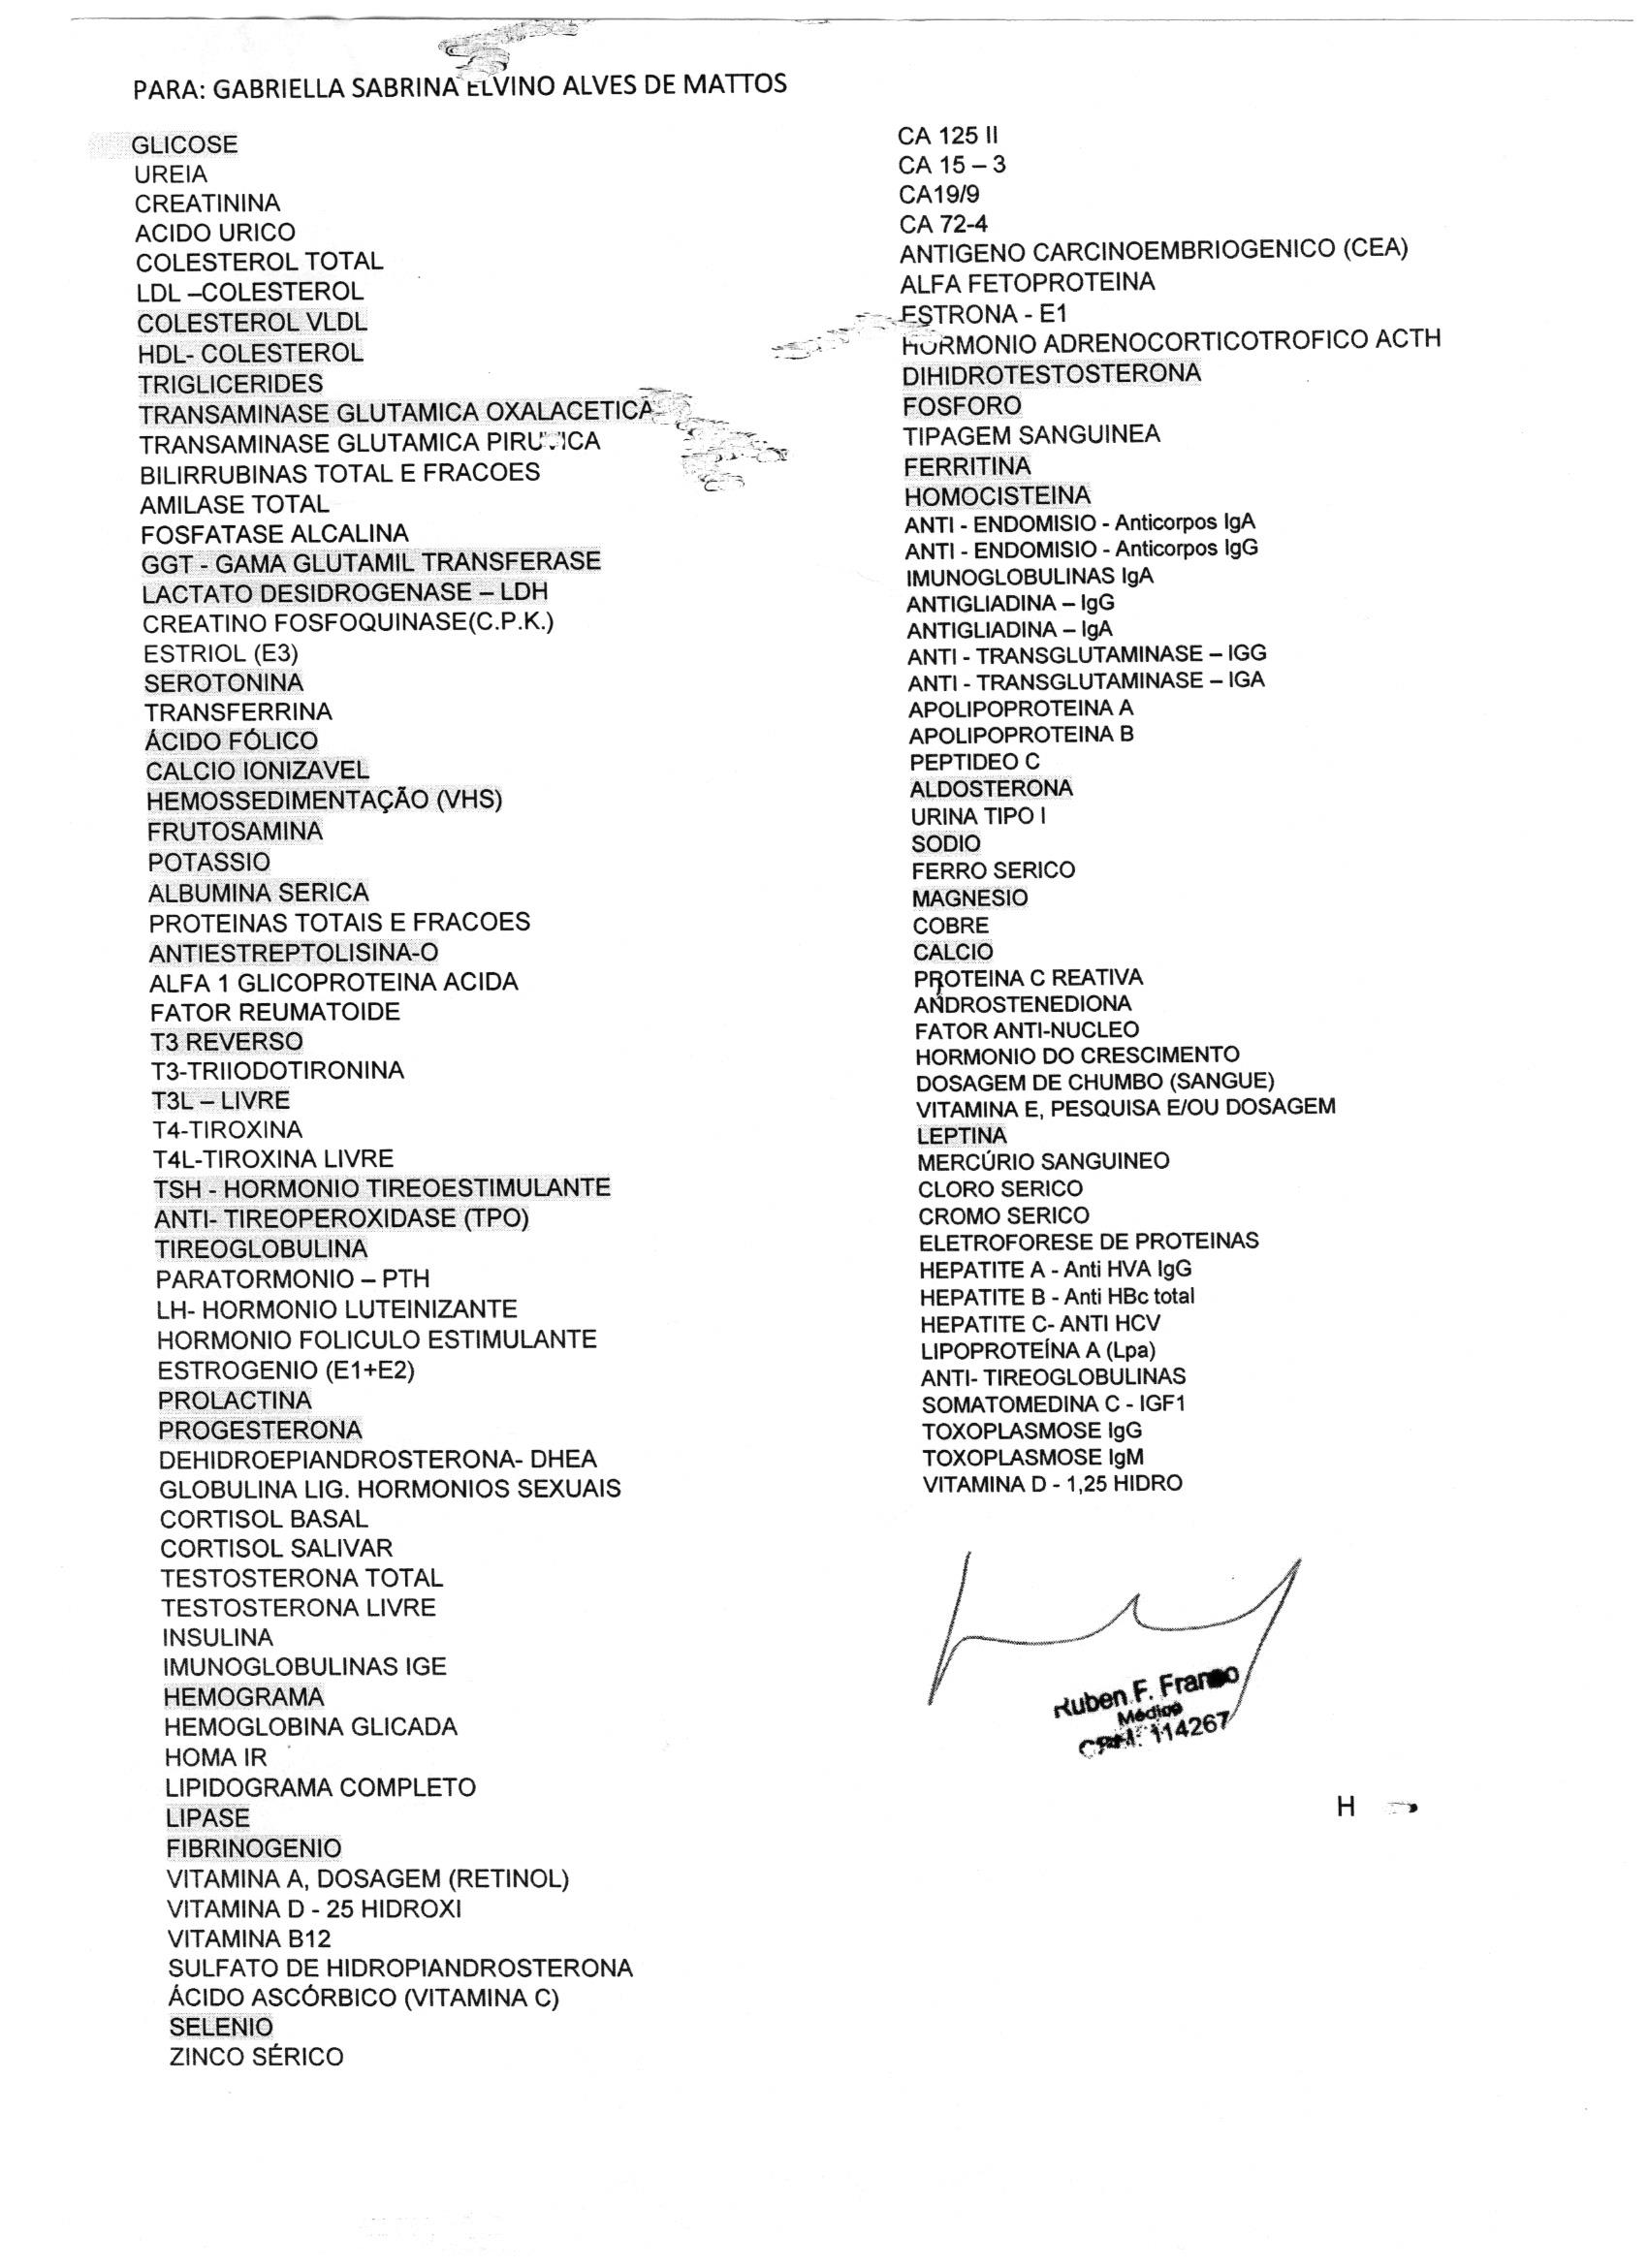 PARA: GABRIELLA SABRINA ELVINO ALVES DE MATTOS
GLICOSE
UREIA
CREATININA
ACIDO URICO
COLESTEROL TOTAL
LDL –COLESTEROL
COLESTEROL VLDL
HDL- COLESTEROL
TRIGLICERIDES
TRANSAMINASE GLUTAMICA OXALACETICA
TRANSAMINASE GLUTAMICA
BILIRRUBINAS TOTAL E FRACOES
AMILASE TOTAL
FOSFATASE ALCALINA
GGT - GAMA GLUTAMIL TRANSFERASE
LACTATO DESIDROGENASE – LDH
CREATINO FOSFOQUINASE(C.P.K.)
ESTRIOL (E3)
SEROTONINA
TRANSFERRINA
ÁCIDO FÓLICO
CALCIO IONIZAVEL
HEMOSSEDIMENTAÇÃO (VHS)
FRUTOSAMINA
POTASSIO
ALBUMINA SERICA
PROTEINAS TOTAIS E FRACOES
ANTIESTREPTOLISINA-O
ALFA 1 GLICOPROTEINA ACIDA
FATOR REUMATOIDE
T3 REVERSO
T3-TRIIODOTIRONINA
T3L – LIVRE
T4-TIROXINA
T4L-TIROXINA LIVRE
TSH - HORMONIO TIREOESTIMULANTE
ANTI- TIREOPEROXIDASE (TPO)
TIREOGLOBULINA
PARATORMONIO – PTH
LH- HORMONIO LUTEINIZANTE
HORMONIO FOLICULO ESTIMULANTE
ESTROGENIO (E1+E2)
PROLACTINA
PROGESTERONA
DEHIDROEPIANDROSTERONA- DHEA
GLOBULINA LIG. HORMONIOS SEXUAIS
CORTISOL BASAL
CORTISOL SALIVAR
TESTOSTERONA TOTAL
TESTOSTERONA LIVRE
INSULINA
IMUNOGLOBULINAS IGE
HEMOGRAMA
HEMOGLOBINA GLICADA
HOMA IR
LIPIDOGRAMA COMPLETO
LIPASE
FIBRINOGENIO
VITAMINA A, DOSAGEM (RETINOL)
VITAMINA D - 25 HIDROXI
VITAMINA B12
SULFATO DE HIDROPIANDROSTERONA
ÁCIDO ASCÓRBICO (VITAMINA C)
SELENIO
ZINCO SÉRICO
CA 125 II
CA 15 – 3
CA19/9
CA 72-4
ANTIGENO CARCINOEMBRIOGENICO (CEA)
ALFA FETOPROTEINA
ESTRONA - E1
HORMONIO ADRENOCORTICOTROFICO ACTH
DIHIDROTESTOSTERONA
FOSFORO
TIPAGEM SANGUINEA
FERRITINA
HOMOCISTEINA
ANTI - ENDOMISIO - Anticorpos IgA
ANTI - ENDOMISIO - Anticorpos IgG
IMUNOGLOBULINAS IgA
ANTIGLIADINA – IgG
ANTIGLIADINA – IgA
ANTI - TRANSGLUTAMINASE – IGG
ANTI - TRANSGLUTAMINASE – IGA
APOLIPOPROTEINA A
APOLIPOPROTEINA B
PEPTIDEO C
ALDOSTERONA
URINA TIPO I
SODIO
FERRO SERICO
MAGNESIO
COBRE
CALCIO
PROTEINA C REATIVA
ANDROSTENEDIONA
FATOR ANTI-NUCLEO
HORMONIO DO CRESCIMENTO
DOSAGEM DE CHUMBO (SANGUE)
VITAMINA E, PESQUISA E/OU DOSAGEM
LEPTINA
MERCÚRIO SANGUINEO
CLORO SERICO
CROMO SERICO
ELETROFORESE DE PROTEINAS
HEPATITE A - Anti HVA IgG
HEPATITE B - Anti HBc total
HEPATITE C- ANTI HCV
LIPOPROTEÍNA A (Lpa)
ANTI- TIREOGLOBULINAS
SOMATOMEDINA C - IGF1
TOXOPLASMOSE IgG
TOXOPLASMOSE IgM
VITAMINA D - 1,25 HIDRO
Ruben F. Franco
Médico
CRM: 114267
H